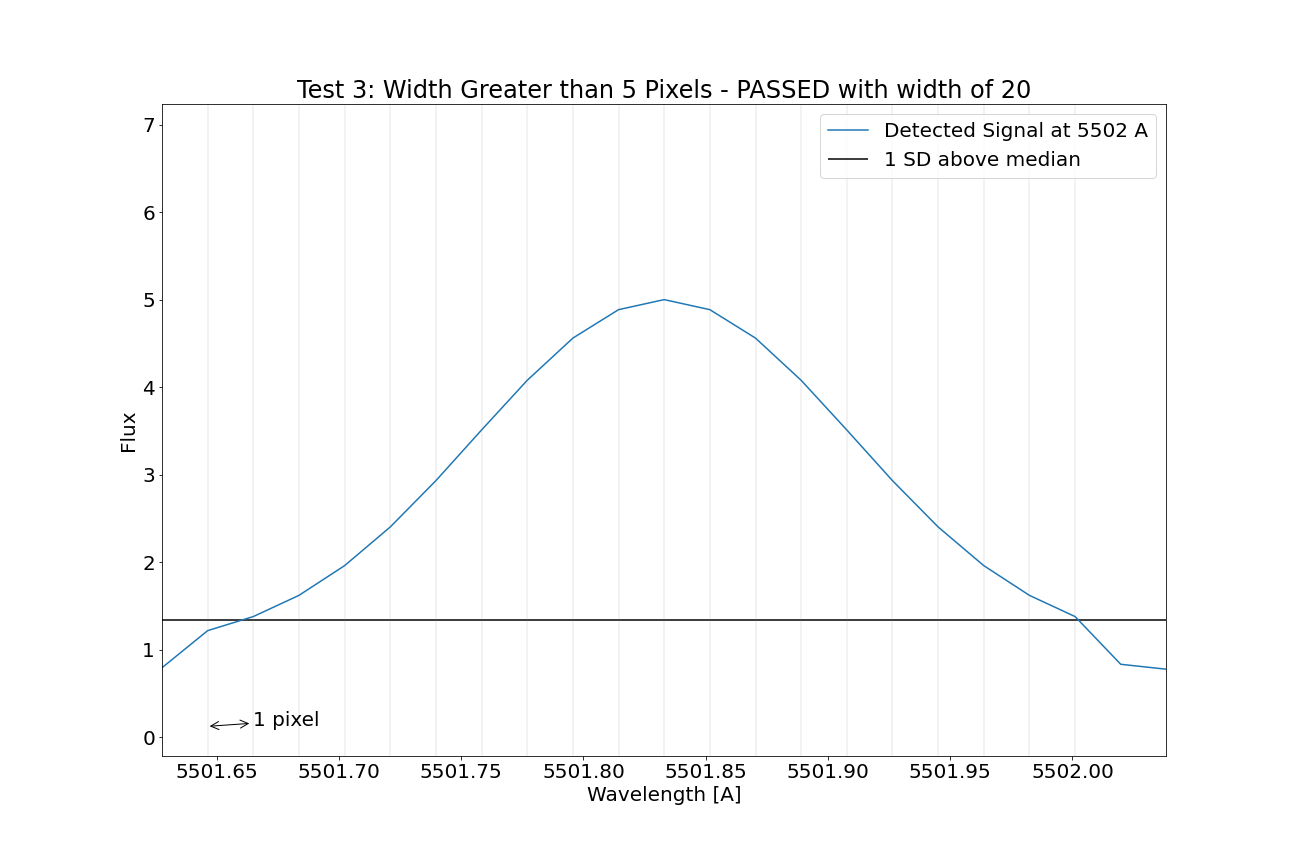 Test 3: Width Greater than 5 Pixels - PASSED with width of 20
Detected Signal at 5502 A
1 SD above median
7
6
5
4
3
2
1
0
Flux
1 pixel
5501.65 5501.70 5501.75 5501.80 5501.85 5501.90 5501.95 5502.00
Wavelength [A]